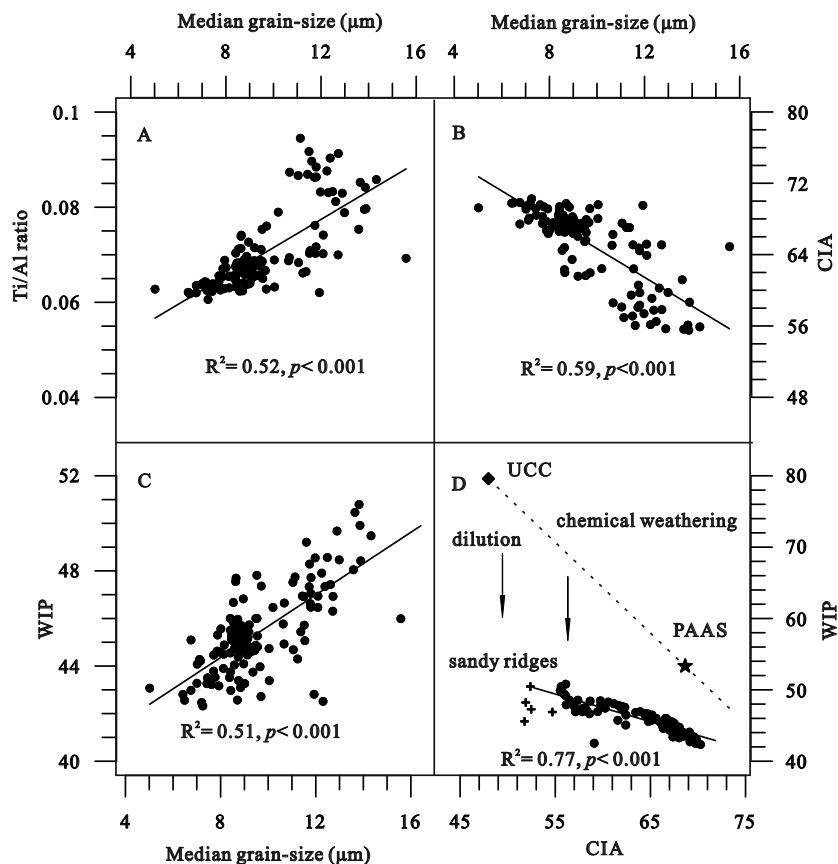 Median grain-size (μm)
Median grain-size (μm)
4 8 12 16
4 8 12 16
0.1
0.08
0.06
0.04
Ti/Al ratio
A
R²= 0.52, p< 0.001
B
R²= 0.59, p<0.001
80
72
64
56
48
CIA
52
48
44
40
WIP
C
R²= 0.51, p< 0.001
D
UCC
chemical weathering
dilution
PAAS
sandy ridges
R²= 0.77, p< 0.001
80
70
60
50
40
WIP
4 8 12 16
Median grain-size (μm)
45 55 65 75
CIA